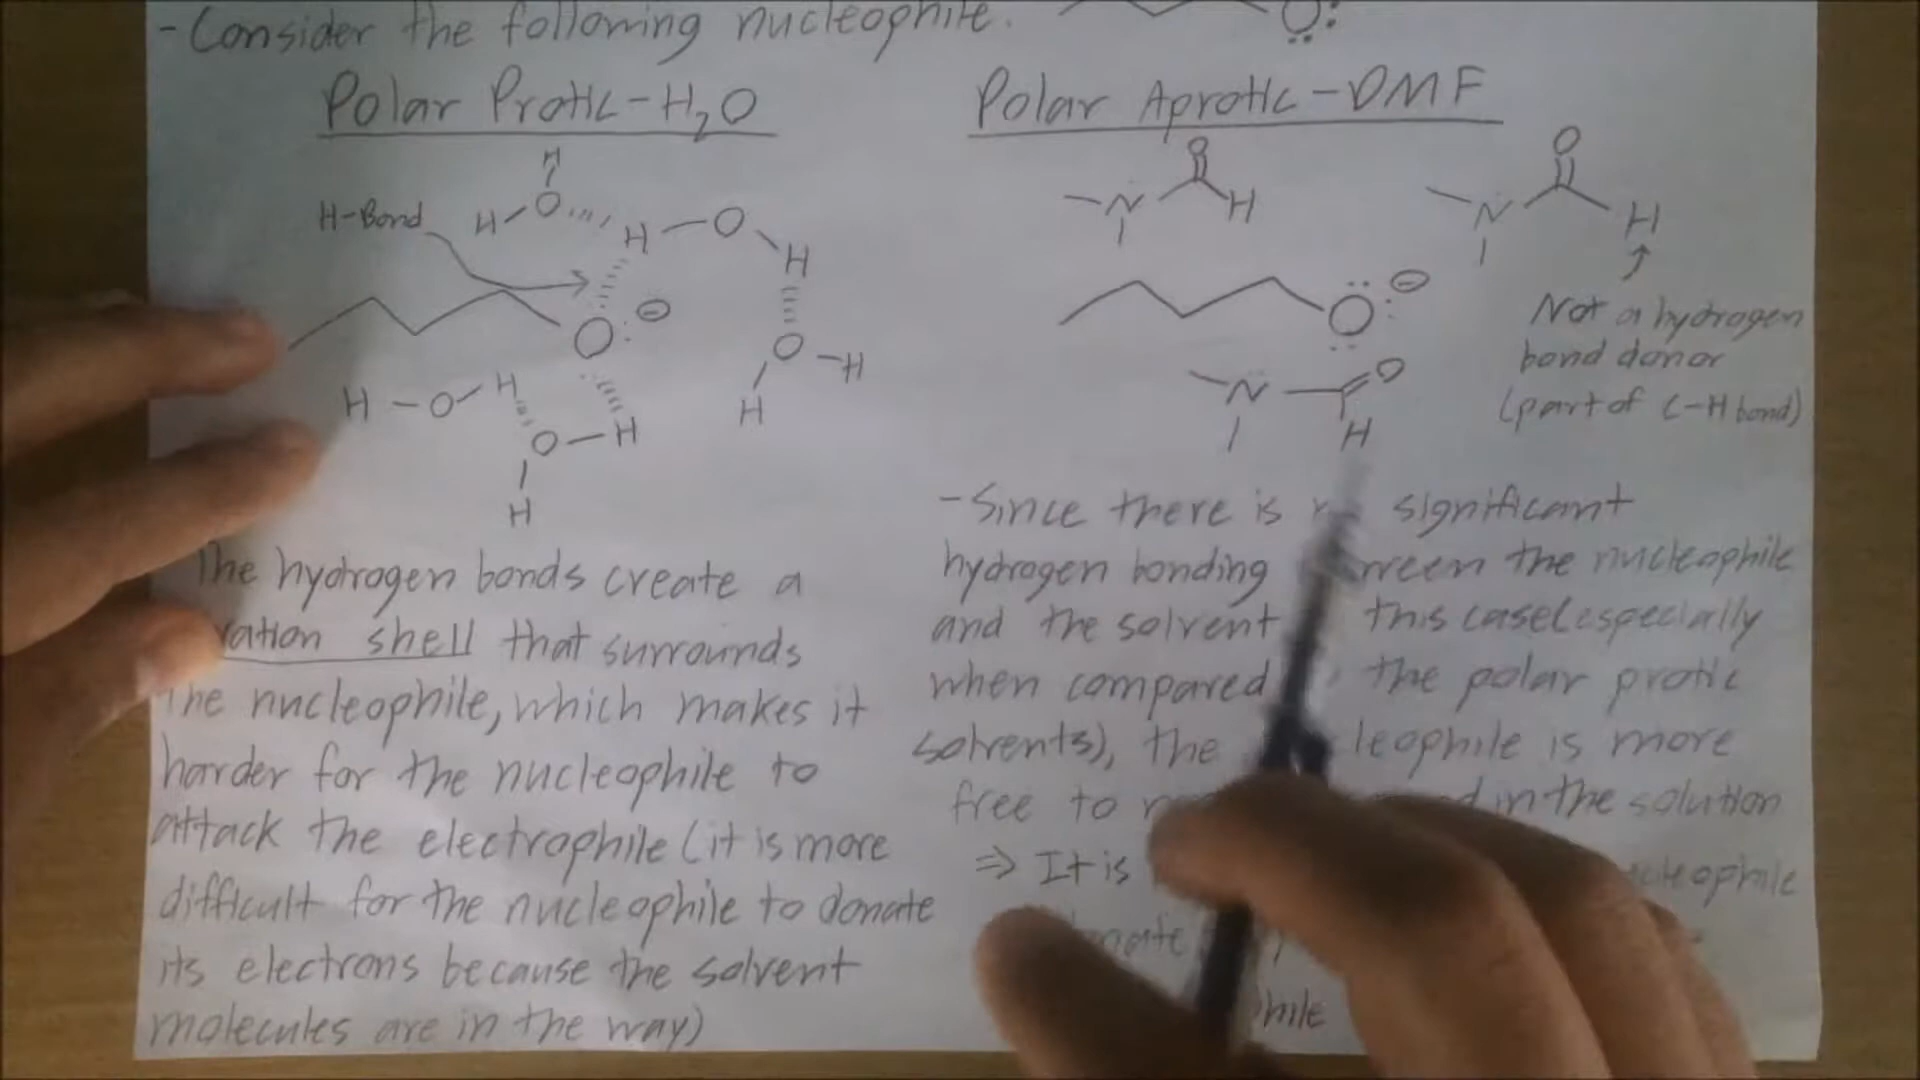 - Consider the following nucleophile.
O:
Polar Protic - H2O
H
H-Bond H-O H-O
H
O ⊖
H-O-H
O-H
H O-H
H
The hydrogen bonds create a
shell that surrounds
the nucleophile, which makes it
harder for the nucleophile to
attack the electrophile (it is more
difficult for the nucleophile to donate
its electrons because the solvent
molecules are in the way)
Polar Aprotic - DMF
O O
N H N H
O ⊖
N O
H
Not a hydrogen
bond donor
(part of C-H bond)
- Since there is significant
hydrogen bonding the nucleophile
and the solvent this case (especially
when compared the polar protic
solvents), the is more
free to in the solution
⇒ It is